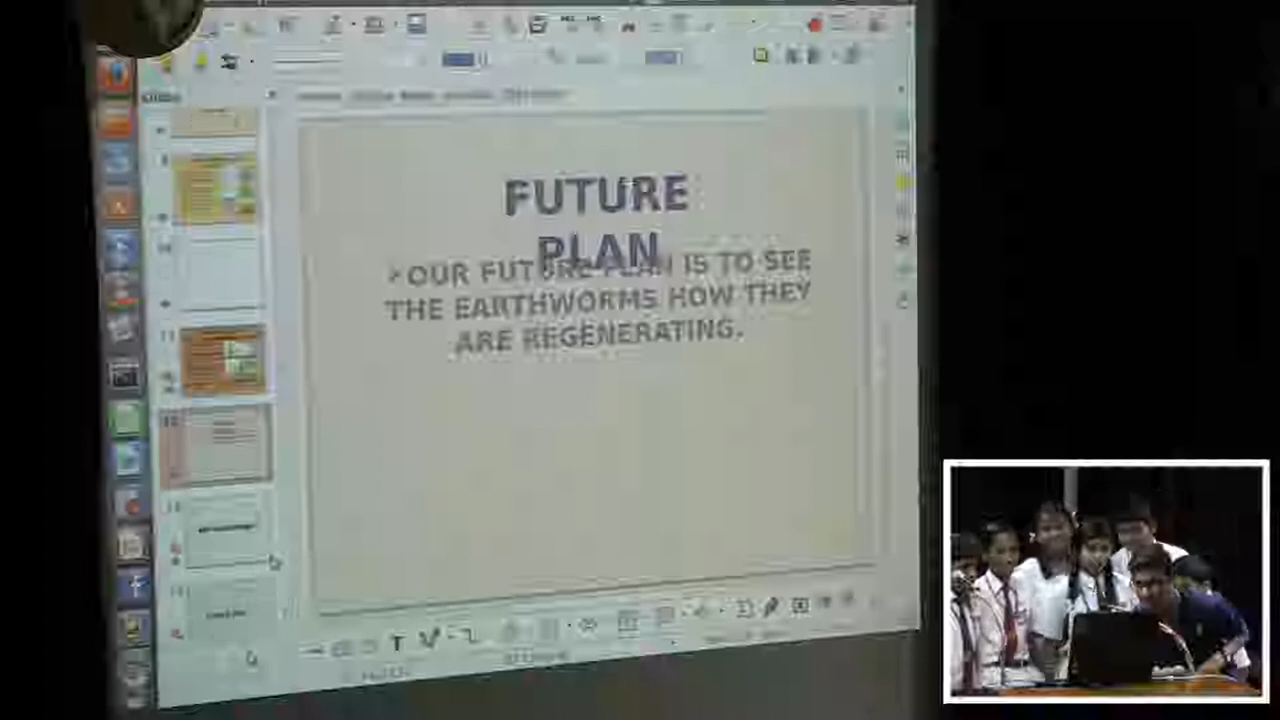 FUTURE
PLAN
➢OUR FUTURE PLAN IS TO SEE
THE EARTHWORMS HOW THEY
ARE REGENERATING.